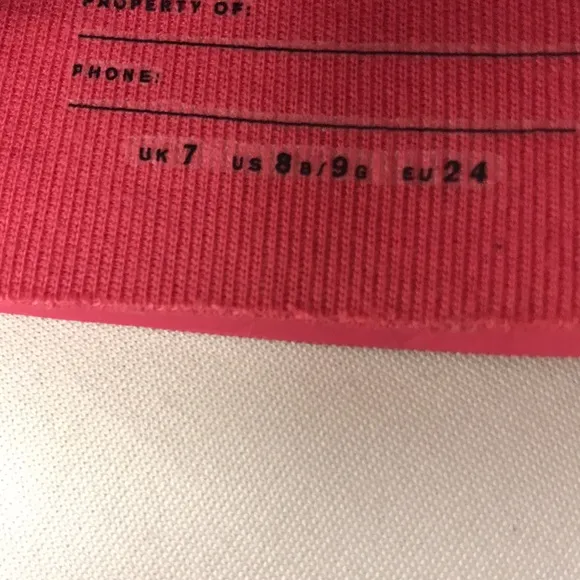 PROPERTY OF:
PHONE:
UK 7 US 8B/9G EU 24